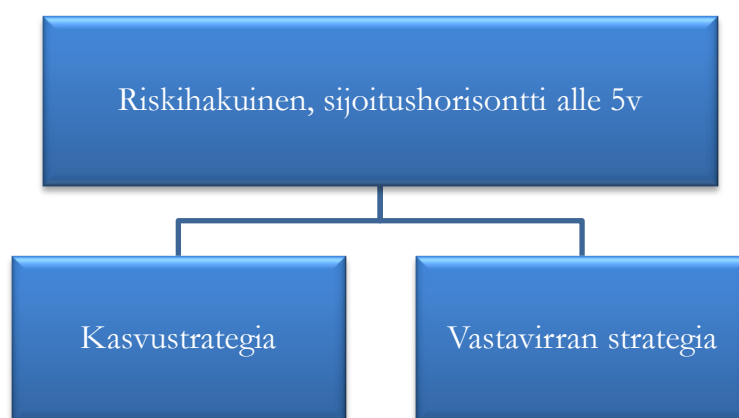 Riskihakuinen, sijoitushorisontti alle 5v
Kasvustrategia
Vastavirran strategia